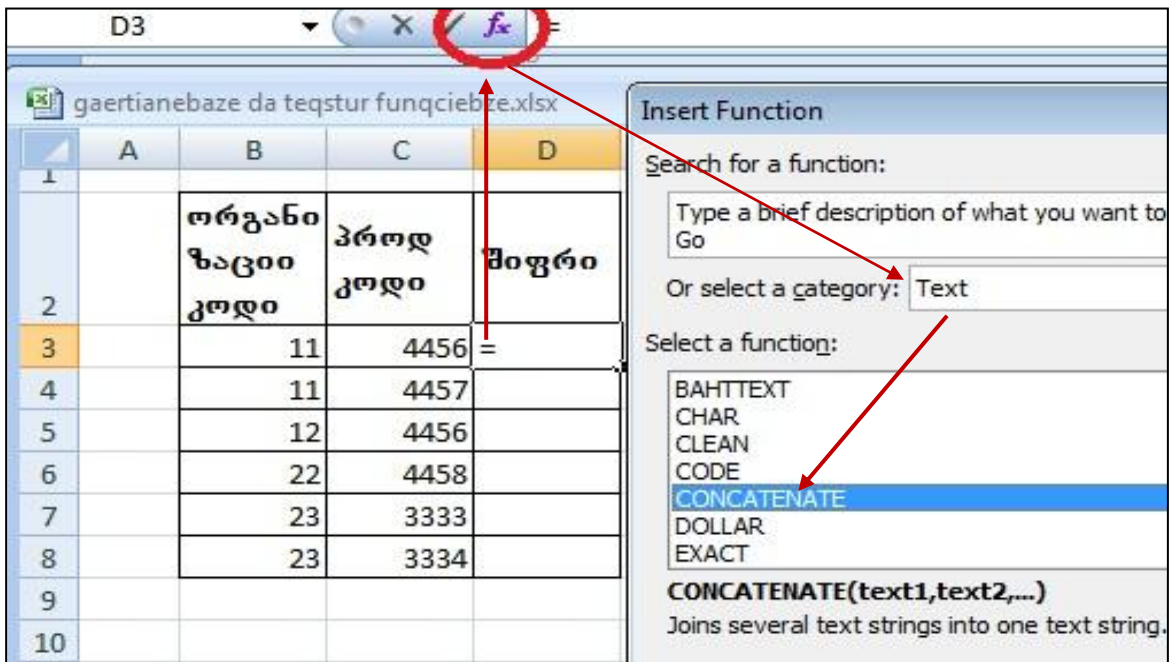 D3 fx =
gaertianebaze da teqstur funqciebze.xlsx
A B C D
1
2 ორგანი ზაციი კოდი პროდ კოდი შიფრი
3 11 4456 =
4 11 4457
5 12 4456
6 22 4458
7 23 3333
8 23 3334
9
10
Insert Function
Search for a function:
Type a brief description of what you want to
Go
Or select a category: Text
Select a function:
BAHTTEXT
CHAR
CLEAN
CODE
CONCATENATE
DOLLAR
EXACT
CONCATENATE(text1,text2,...)
Joins several text strings into one text string.